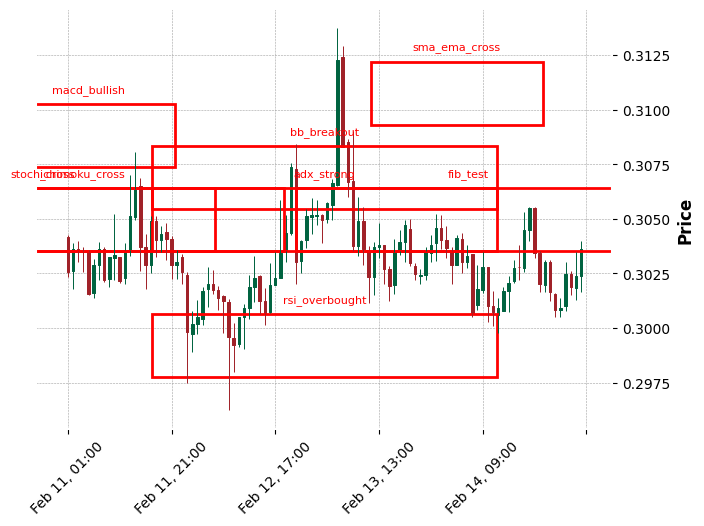 sma_ema_cross
0.3125
macd_bullish
0.3100
bb_breakout
0.3075
stochcross
adx_strong
fib_test
0.3050
Price
0.3025
rsi_overbought
0.3000
0.2975
Feb 11, 01:00
Feb 11, 21:00
Feb 12, 17:00
Feb 13, 13:00
Feb 14, 09:00